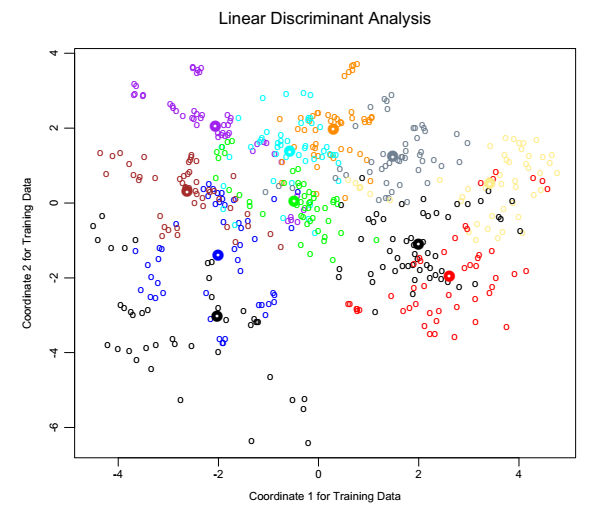 Linear Discriminant Analysis
Coordinate 2 for Training Data
4
2
0
-2
-4
-6
-4 -2 0 2 4
Coordinate 1 for Training Data